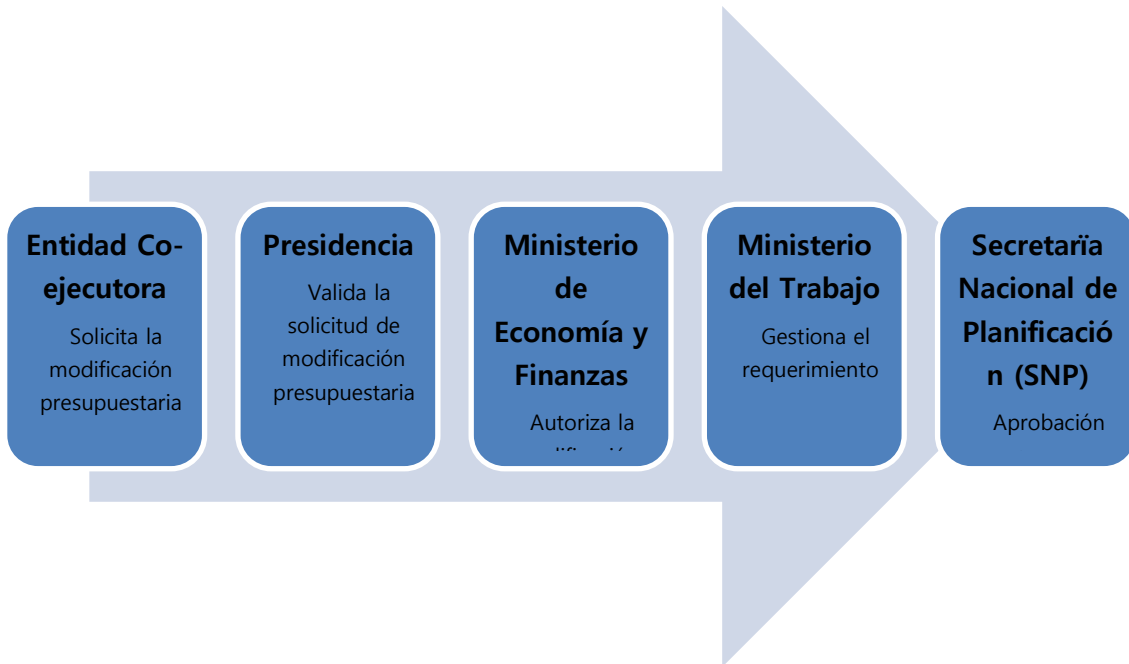 Entidad Co-
ejecutora
Solicita la
modificación
presupuestaria
Presidencia
Valida la
solicitud de
modificación
presupuestaria
Ministerio
de
Economía y
Finanzas
Autoriza la
Ministerio
del Trabajo
Gestiona el
requerimiento
Secretarïa
Nacional de
Planificació
n (SNP)
Aprobación